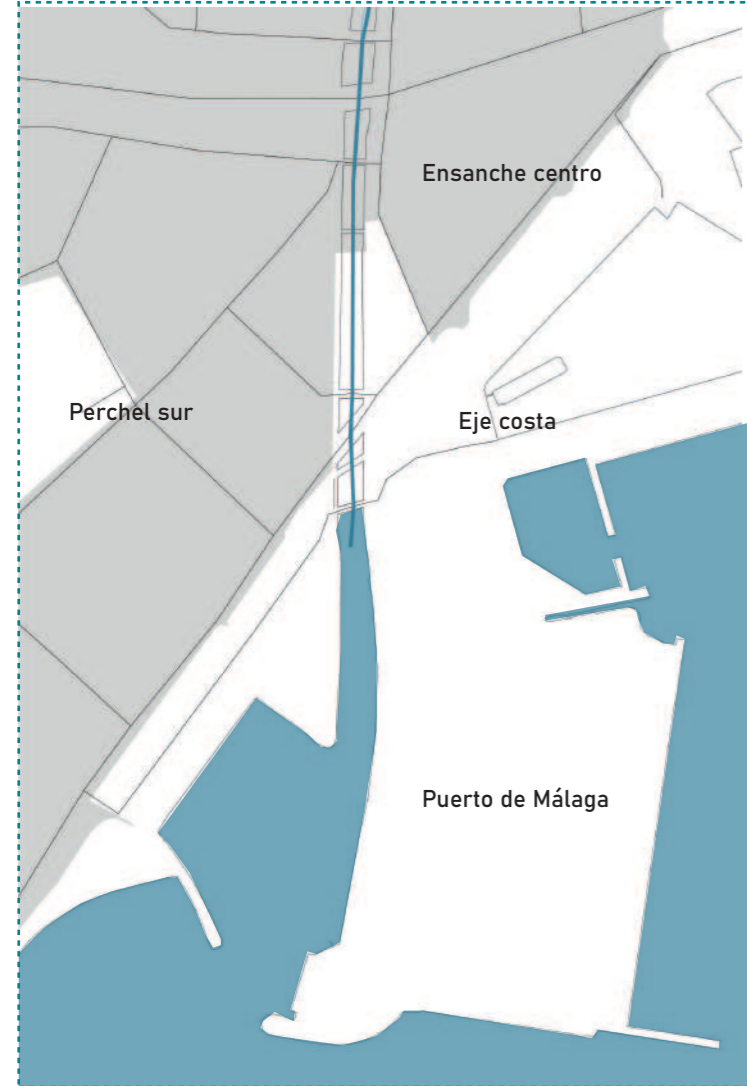 Ensanche centro
Perchel sur
Eje costa
Puerto de Málaga